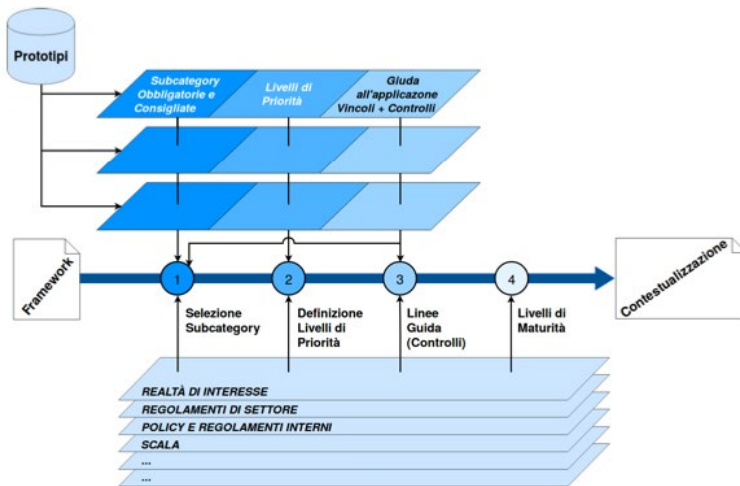 Prototipi
Subcategory
Obbligatorie e
Consigliate
Livelli di
Priorità
Giuda
all'applicazone
Vincoli + Controlli
Framework
1
2
3
4
Contestualizzazione
Selezione
Subcategory
Definizione
Livelli di
Priorità
Linee
Guida
(Controlli)
Livelli di
Maturità
REALTÀ DI INTERESSE
REGOLAMENTI DI SETTORE
POLICY E REGOLAMENTI INTERNI
SCALA
...
...